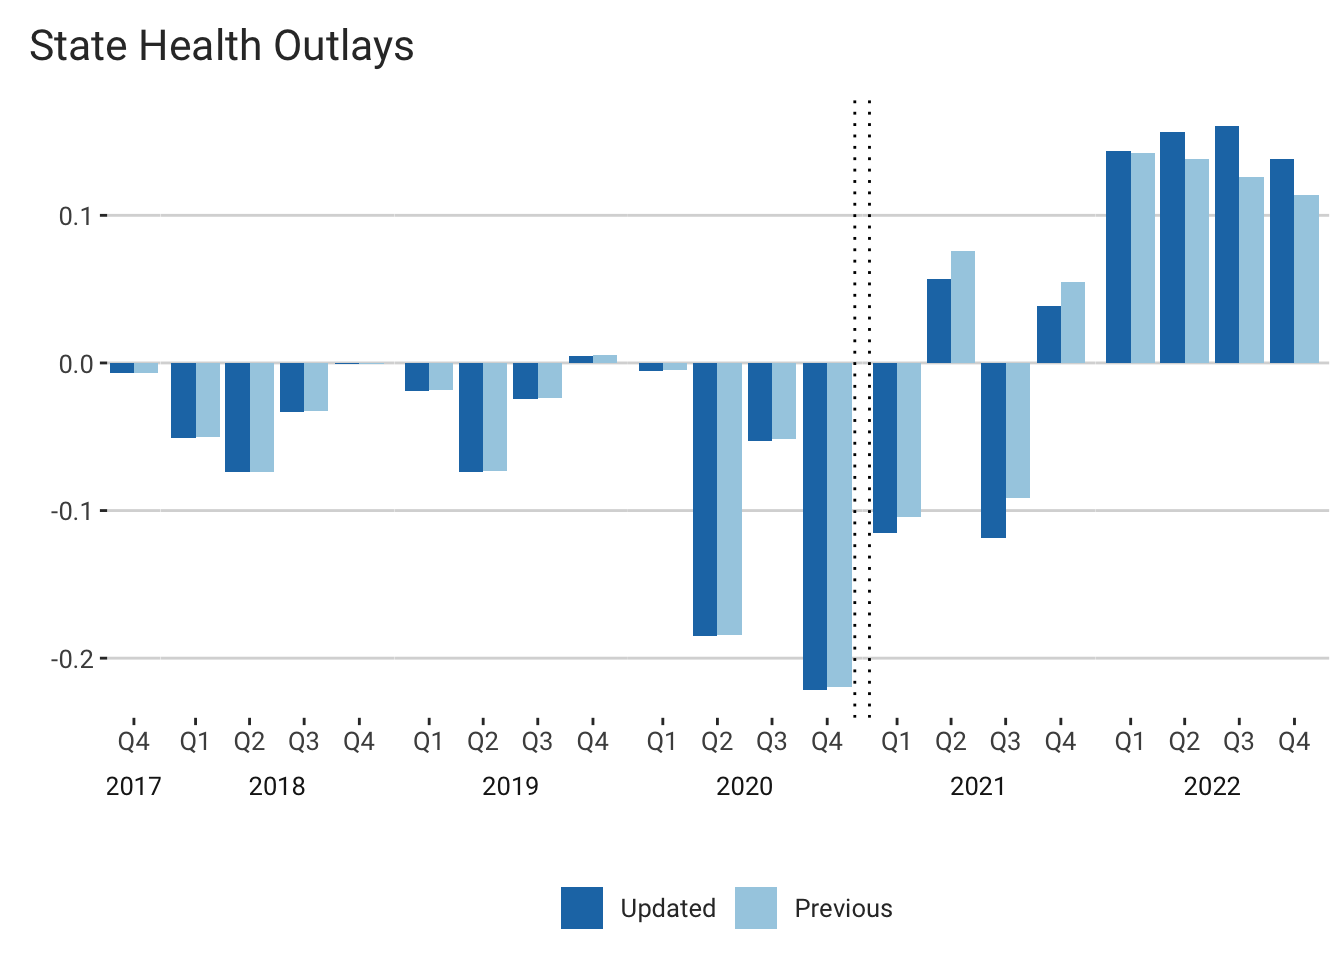 State Health Outlays
0.1
0.0
-0.1
-0.2
Q4 Q1 Q2 Q3 Q4 Q1 Q2 Q3 Q4 Q1 Q2 Q3 Q4 Q1 Q2 Q3 Q4 Q1 Q2 Q3 Q4
2017 2018 2019 2020 2021 2022
Updated Previous